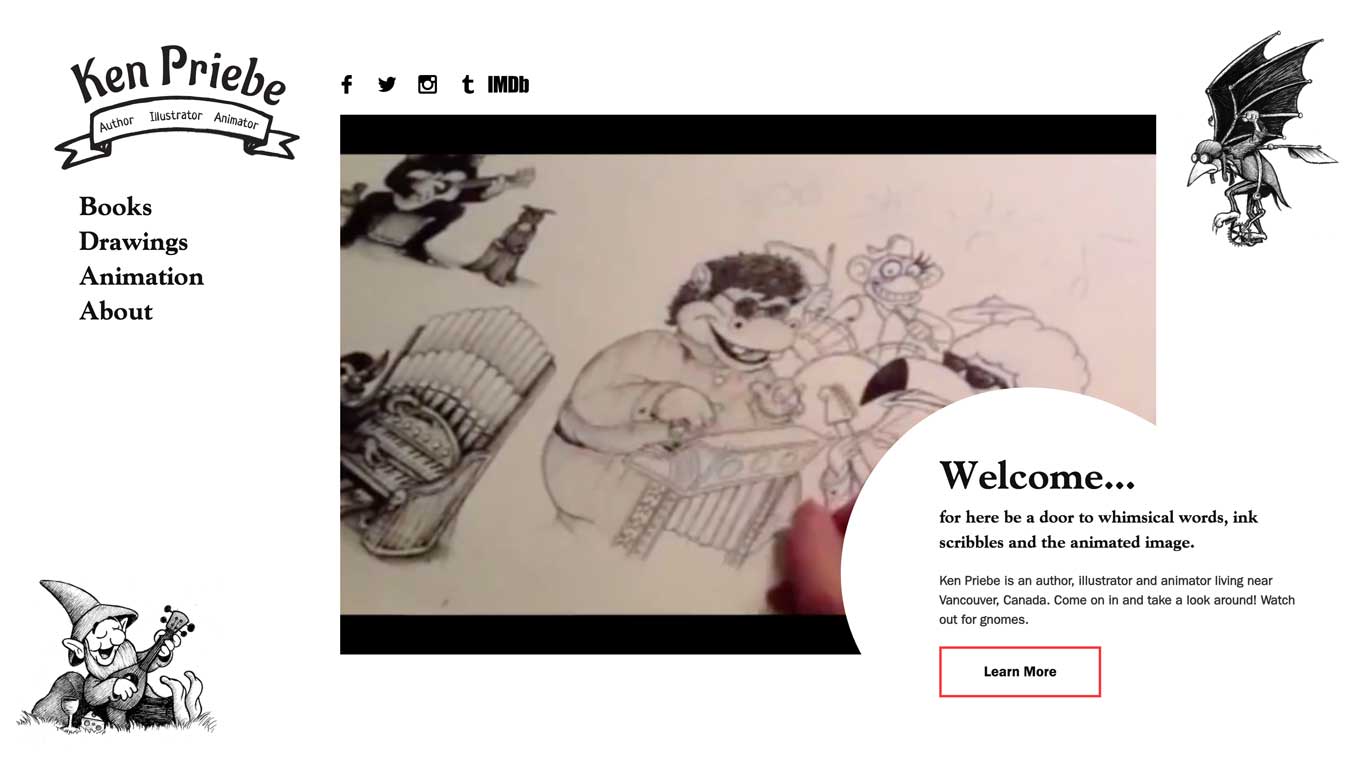 Ken Priebe
Author Illustrator Animator
IMDb
Books
Drawings
Animation
About
Welcome...
for here be a door to whimsical words, ink
scribbles and the animated image.
Ken Priebe is an author, illustrator and animator living near
Vancouver, Canada. Come on in and take a look around! Watch
out for gnomes.
Learn More